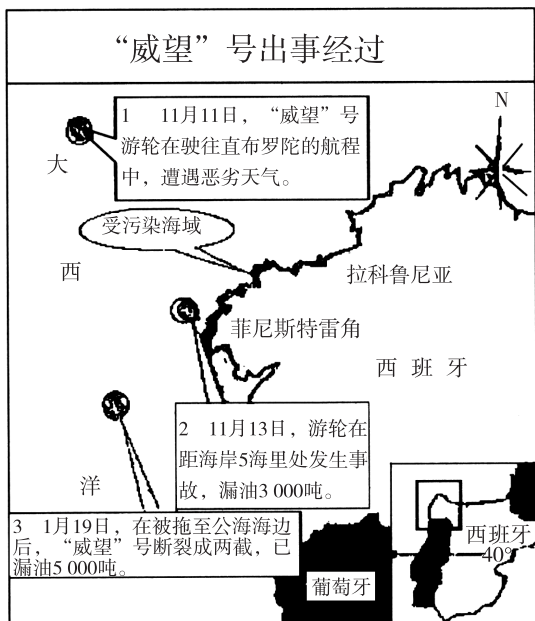 “威望”号出事经过
1 11月11日，“威望”号
游轮在驶往直布罗陀的航程
中，遭遇恶劣天气。
N
大
受污染海域
西
拉科鲁尼亚
菲尼斯特雷角
西班牙
2 11月13日，游轮在
距海岸5海里处发生事
故，漏油3 000吨。
洋
3 1月19日，在被拖至公海海边
后，“威望”号断裂成两截，已
漏油5 000吨。
葡萄牙
西班牙
40°